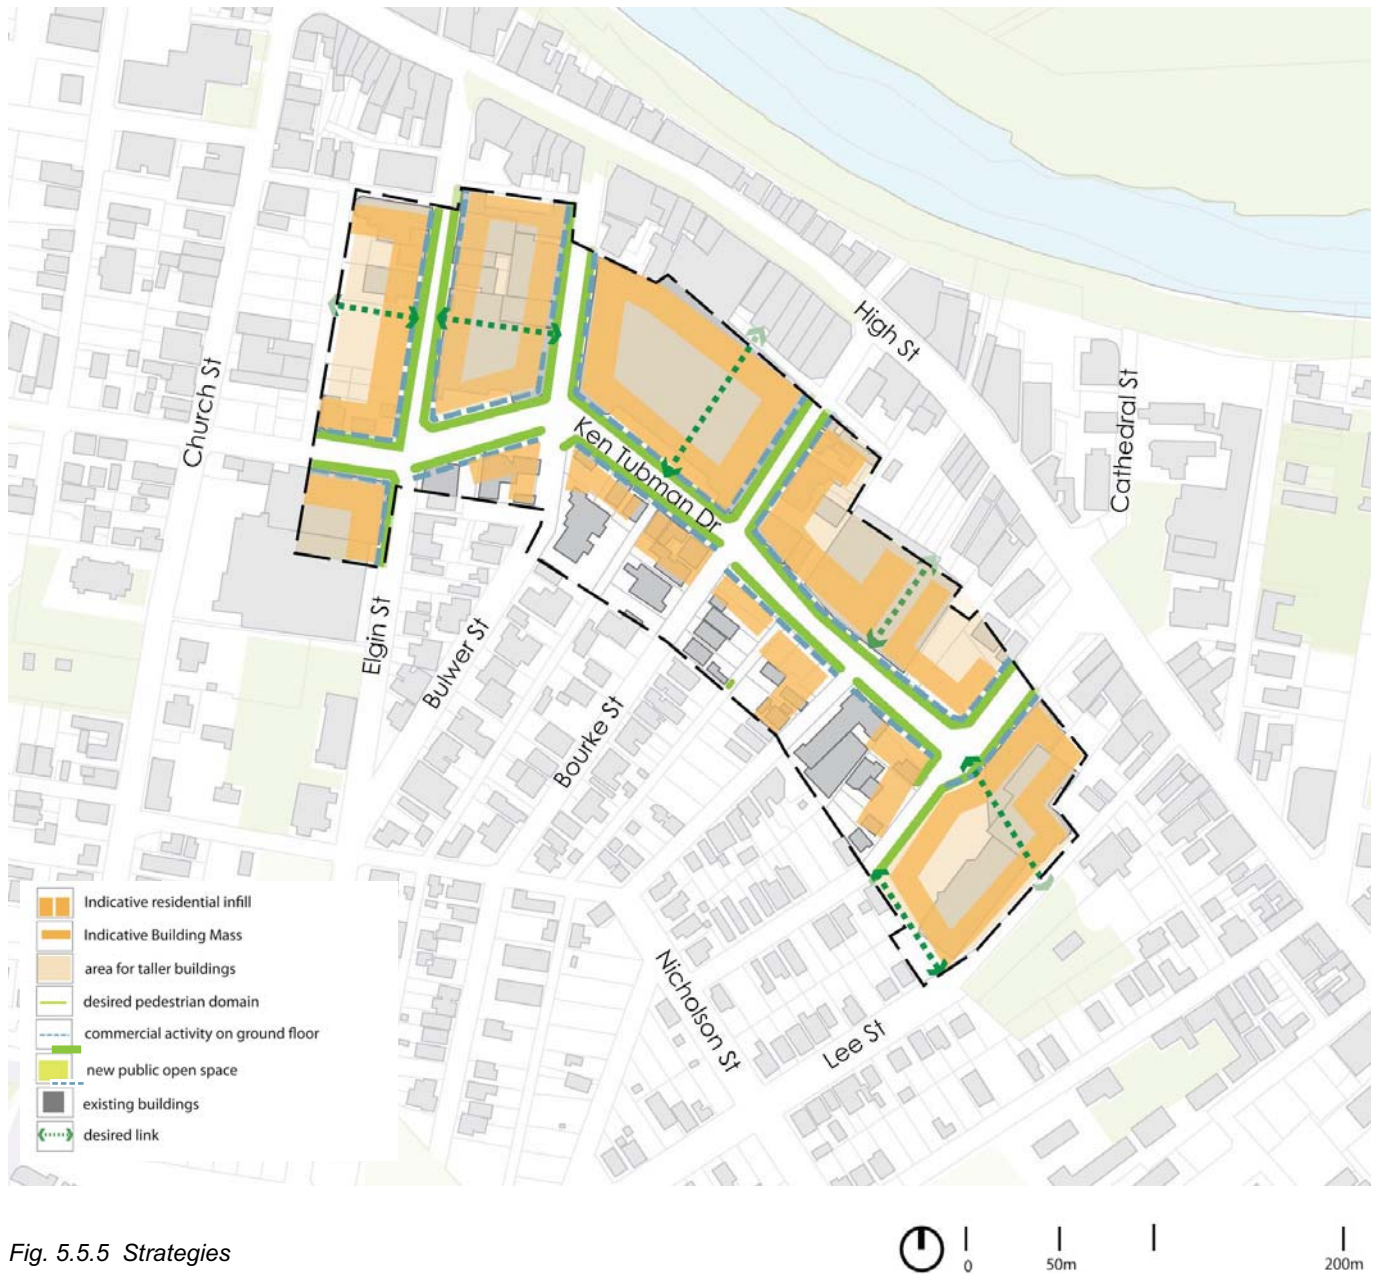 High St
Church St
Cathedral St
Ken Tubman Dr
Elgin St
Bulwer St
Bourke St
Nicholson St
Lee St
Indicative residential infill
Indicative Building Mass
area for taller buildings
desired pedestrian domain
commercial activity on ground floor
new public open space
existing buildings
desired link
Fig. 5.5.5 Strategies
0 50m 200m